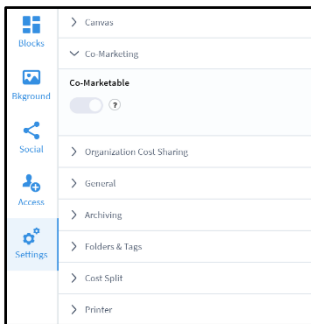 Blocks
Bkground
Social
Access
Settings
Canvas
Co-Marketing
Co-Marketable
?
Organization Cost Sharing
General
Archiving
Folders & Tags
Cost Split
Printer